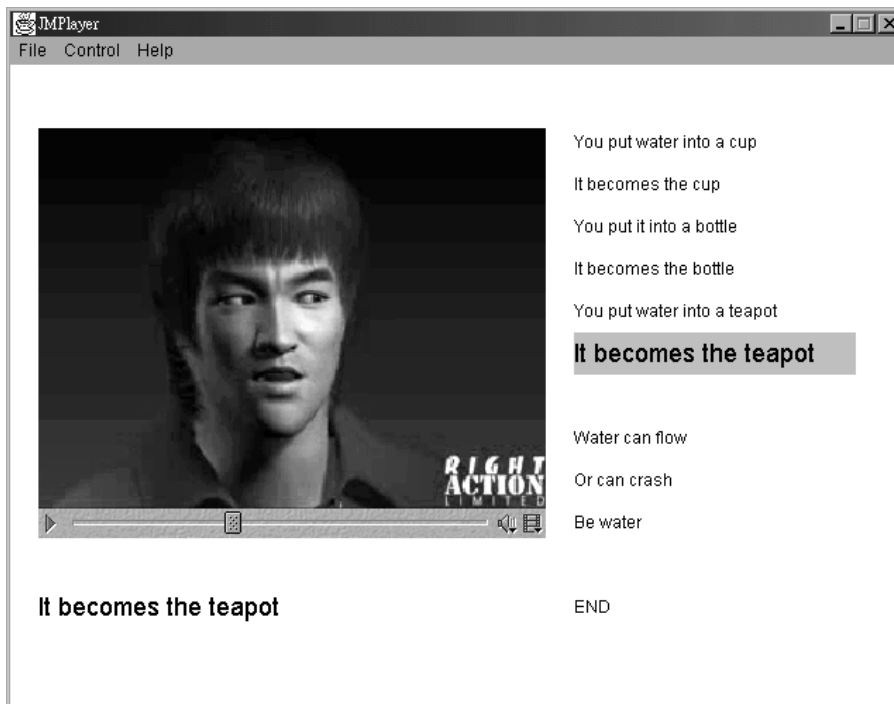 JMPlayer
File Control Help
You put water into a cup
It becomes the cup
You put it into a bottle
It becomes the bottle
You put water into a teapot
It becomes the teapot
Water can flow
Or can crash
Be water
END
RIGHT
ACTION
LIMITED
It becomes the teapot